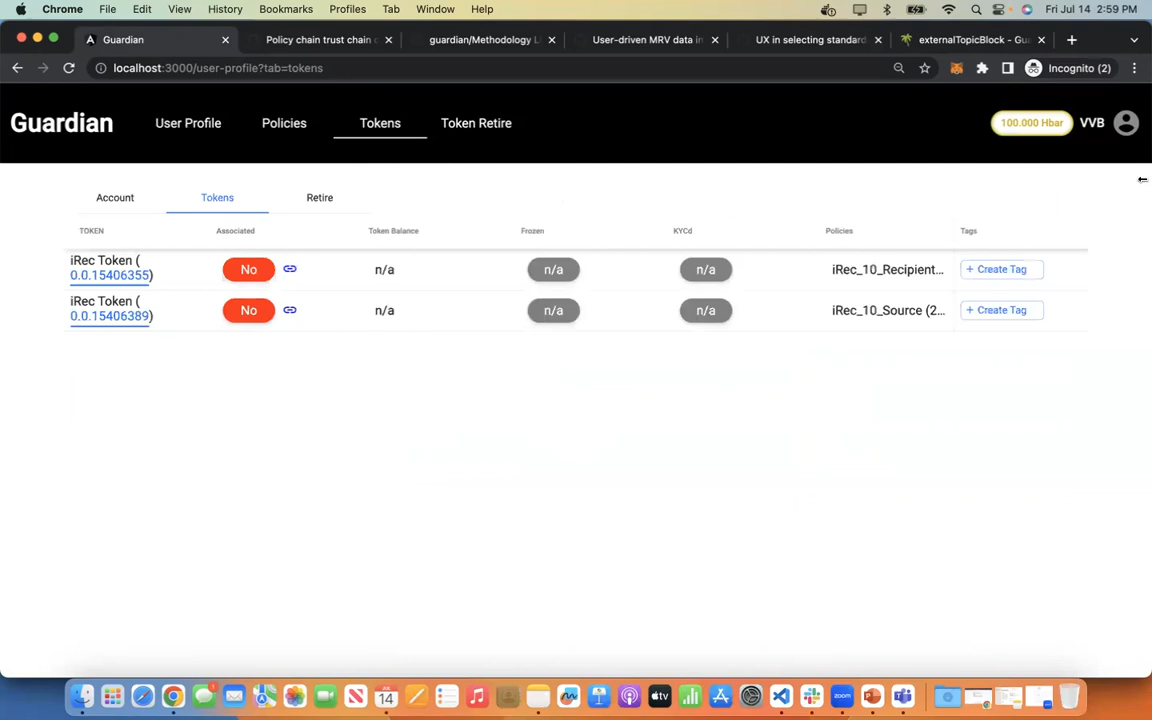 Chrome File Edit View History Bookmarks Profiles Tab Window Help Fri Jul 14 2:59 PM
Guardian Policy chain trust chain guardian/Methodology User-driven MRV data in UX in selecting standard externalTopicBlock - Gua
localhost:3000/user-profile?tab=tokens Incognito (2)
Guardian User Profile Policies Tokens Token Retire 100.000 Hbar VVB
Account Tokens Retire
TOKEN Associated Token Balance Frozen KYCd Policies Tags
iRec Token (
0.0.15406355) No n/a n/a n/a iRec_10_Recipient... + Create Tag
iRec Token (
0.0.15406389) No n/a n/a n/a iRec_10_Source (2... + Create Tag